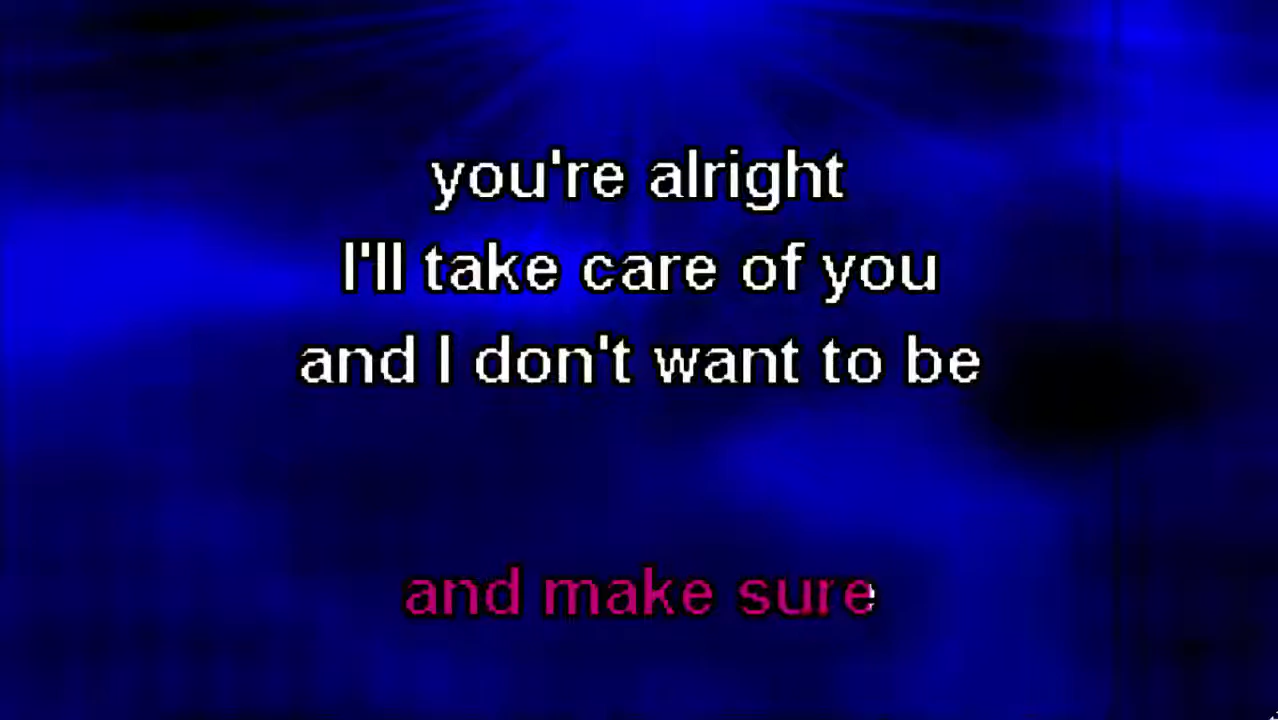 you're alright
I'll take care of you
and I don't want to be
and make sure